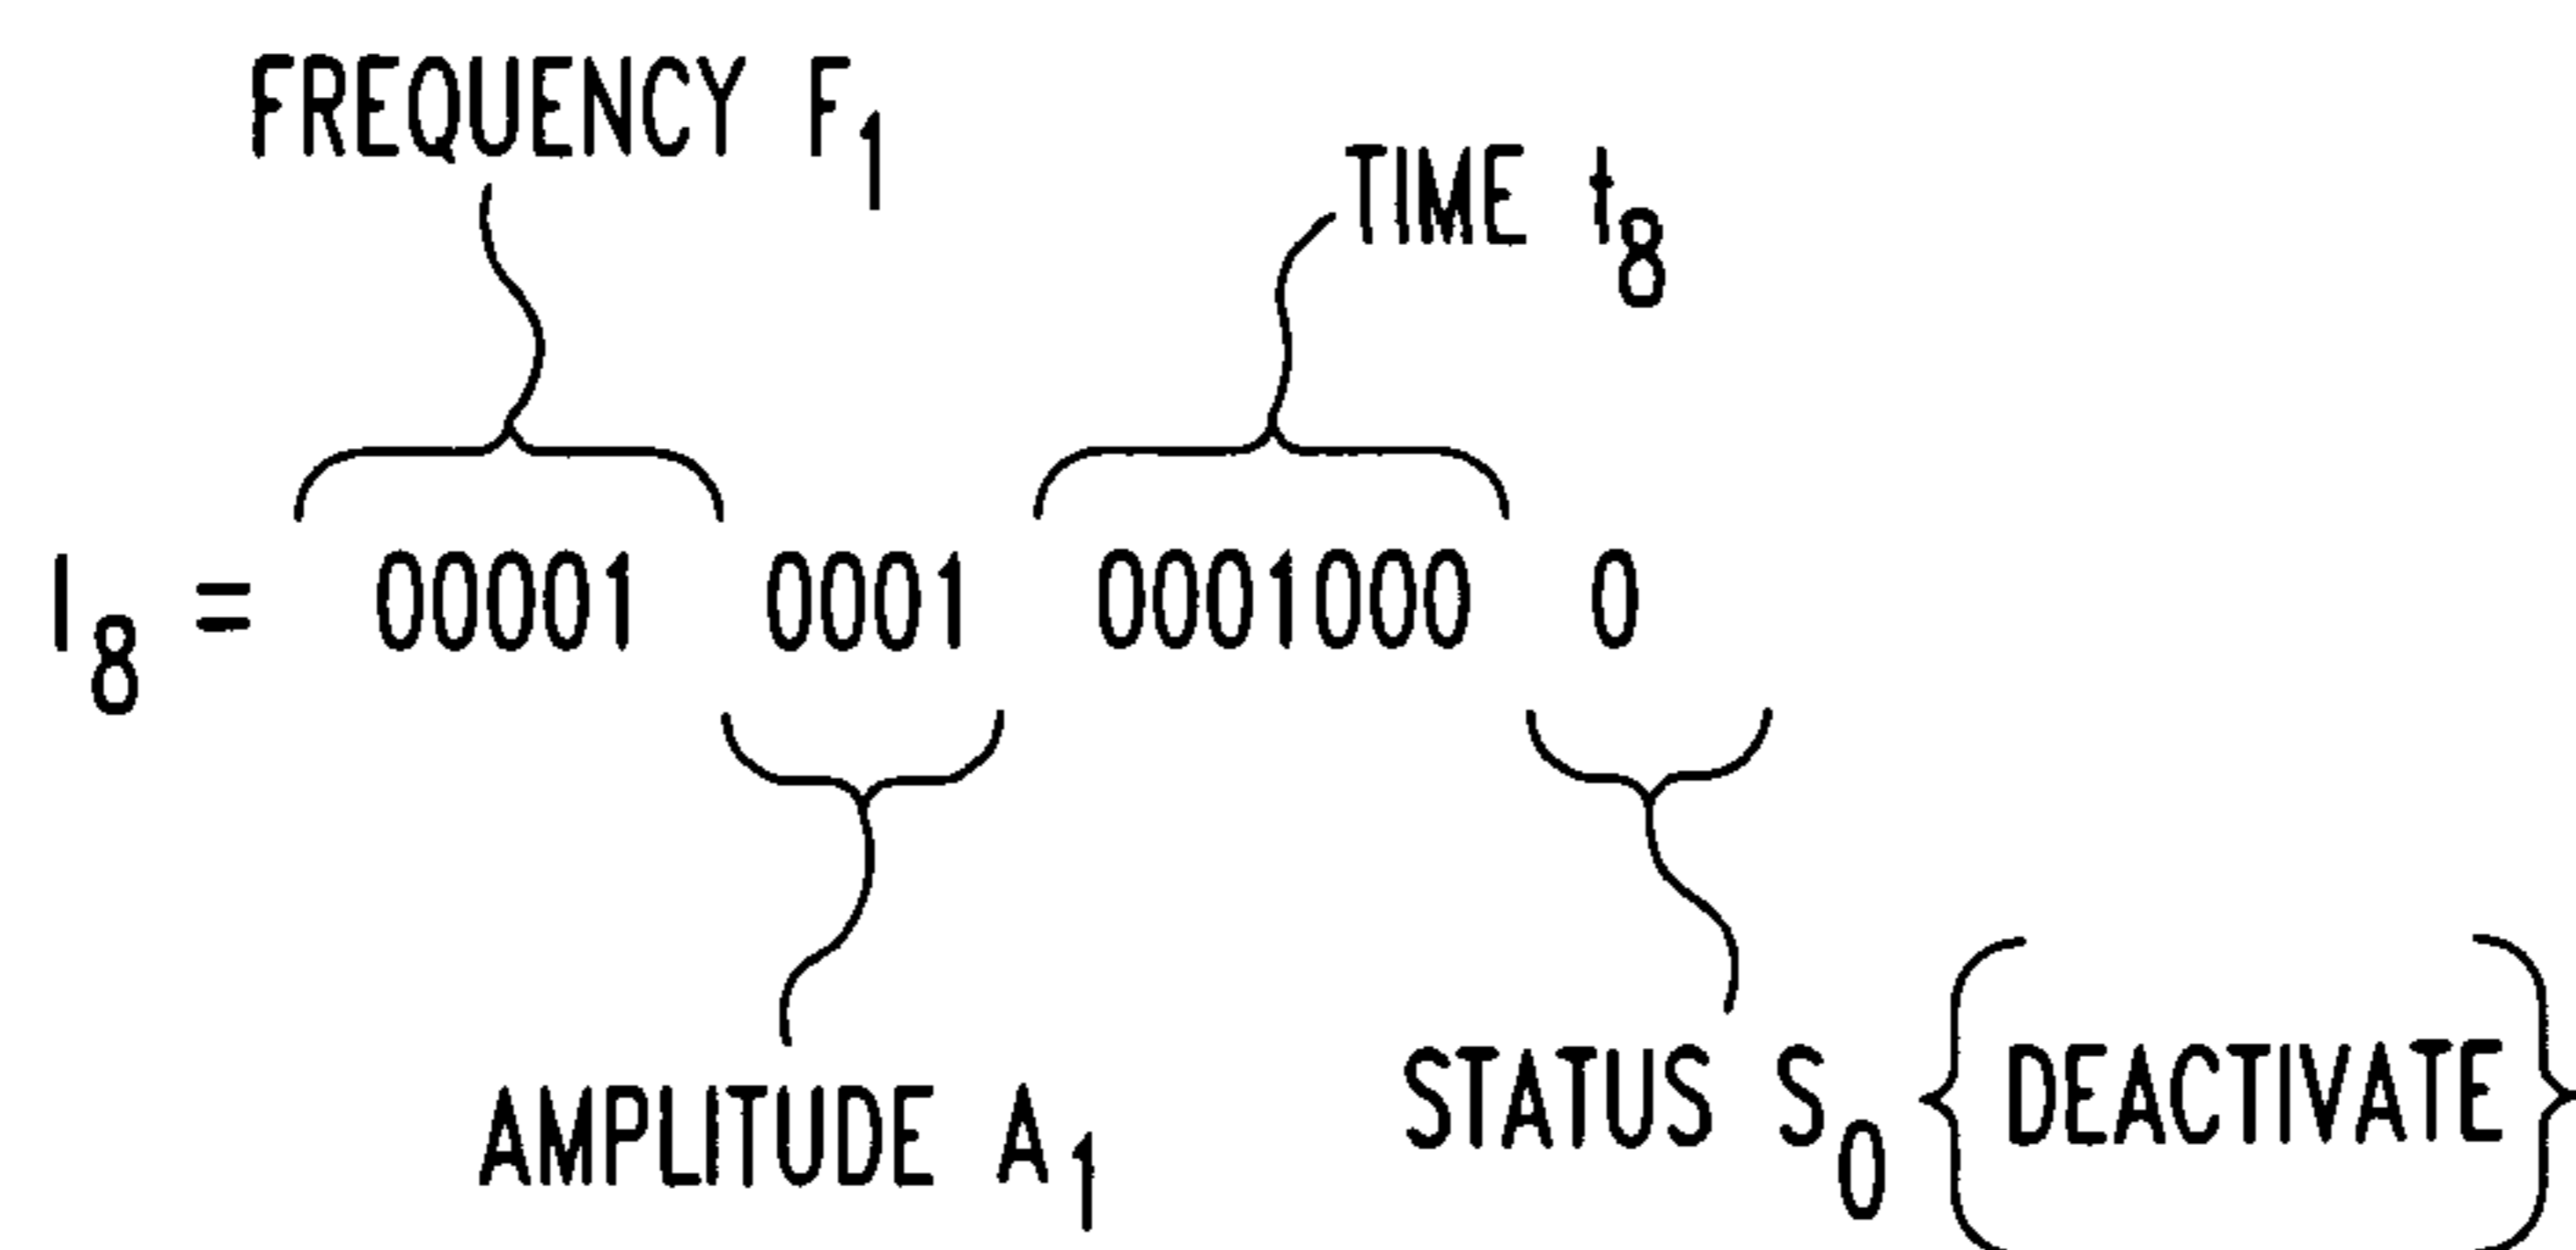 FREQUENCY F1
TIME t8
I8 = 00001 0001 0001000 0
AMPLITUDE A1
STATUS S0 {DEACTIVATE}